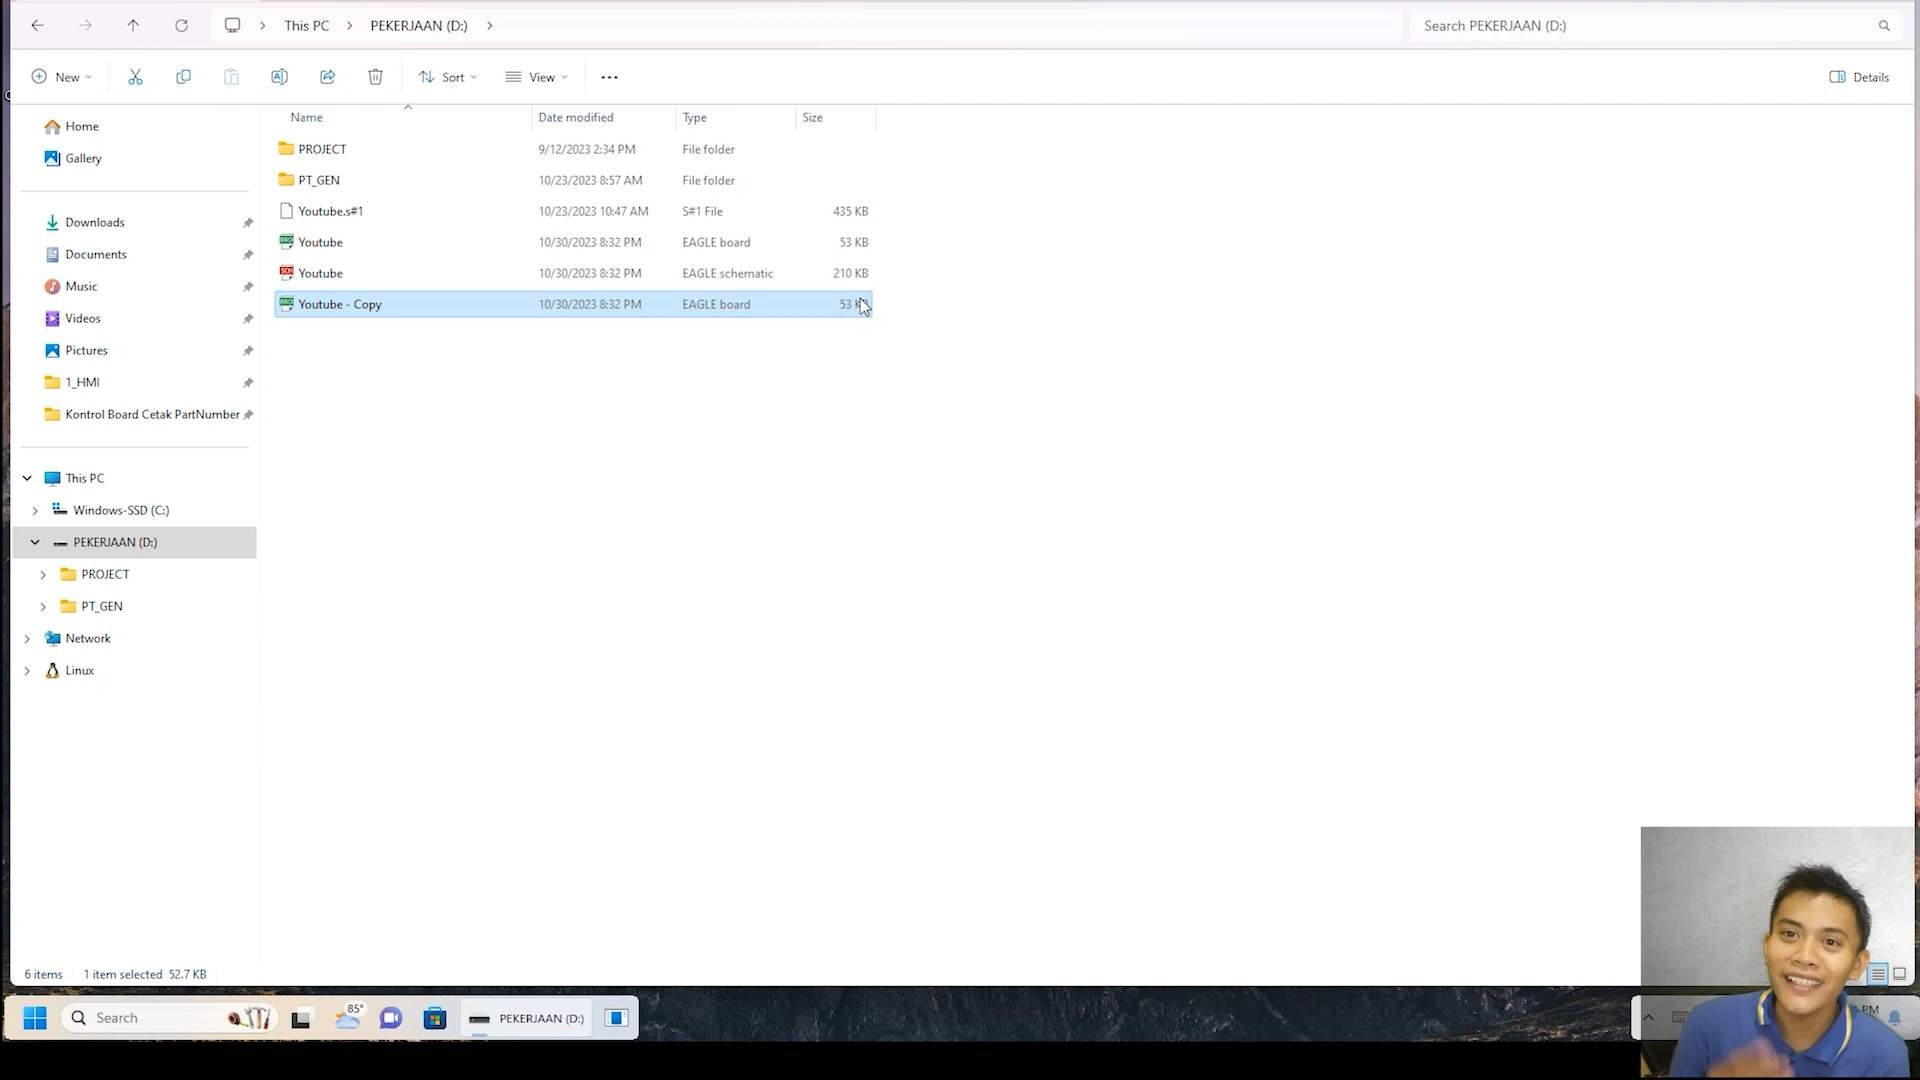 This PC
PEKERJAAN (D:)
Search PEKERJAAN (D:)
New
Sort
View
Details
Name
Date modified
Type
Size
PROJECT
9/12/2023 2:34 PM
File folder
PT_GEN
10/23/2023 8:57 AM
File folder
Youtube.s#1
10/23/2023 10:47 AM
S#1 File
435 KB
Youtube
10/30/2023 8:32 PM
EAGLE board
53 KB
Youtube
10/30/2023 8:32 PM
EAGLE schematic
210 KB
Youtube - Copy
10/30/2023 8:32 PM
EAGLE board
53
Home
Gallery
Downloads
Documents
Music
Videos
Pictures
1_HMI
Kontrol Board Cetak PartNumber
This PC
Windows-SSD (C:)
PEKERJAAN (D:)
PROJECT
PT_GEN
Network
Linux
6 items
1 item selected 52.7 KB
Search
85°
PEKERJAAN (D:)
PM